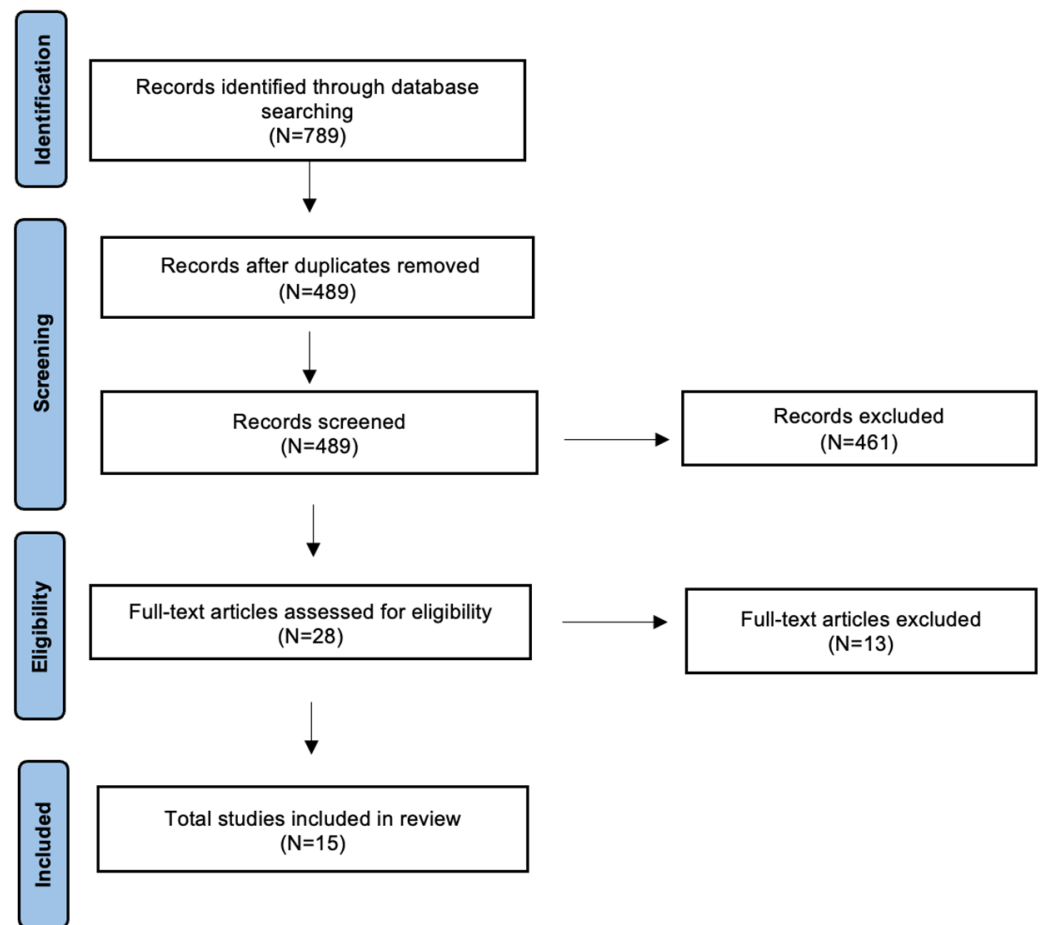 Identification
Records identified through database
searching
(N=789)
Screening
Records after duplicates removed
(N=489)
Records screened
(N=489)
Records excluded
(N=461)
Eligibility
Full-text articles assessed for eligibility
(N=28)
Full-text articles excluded
(N=13)
Included
Total studies included in review
(N=15)